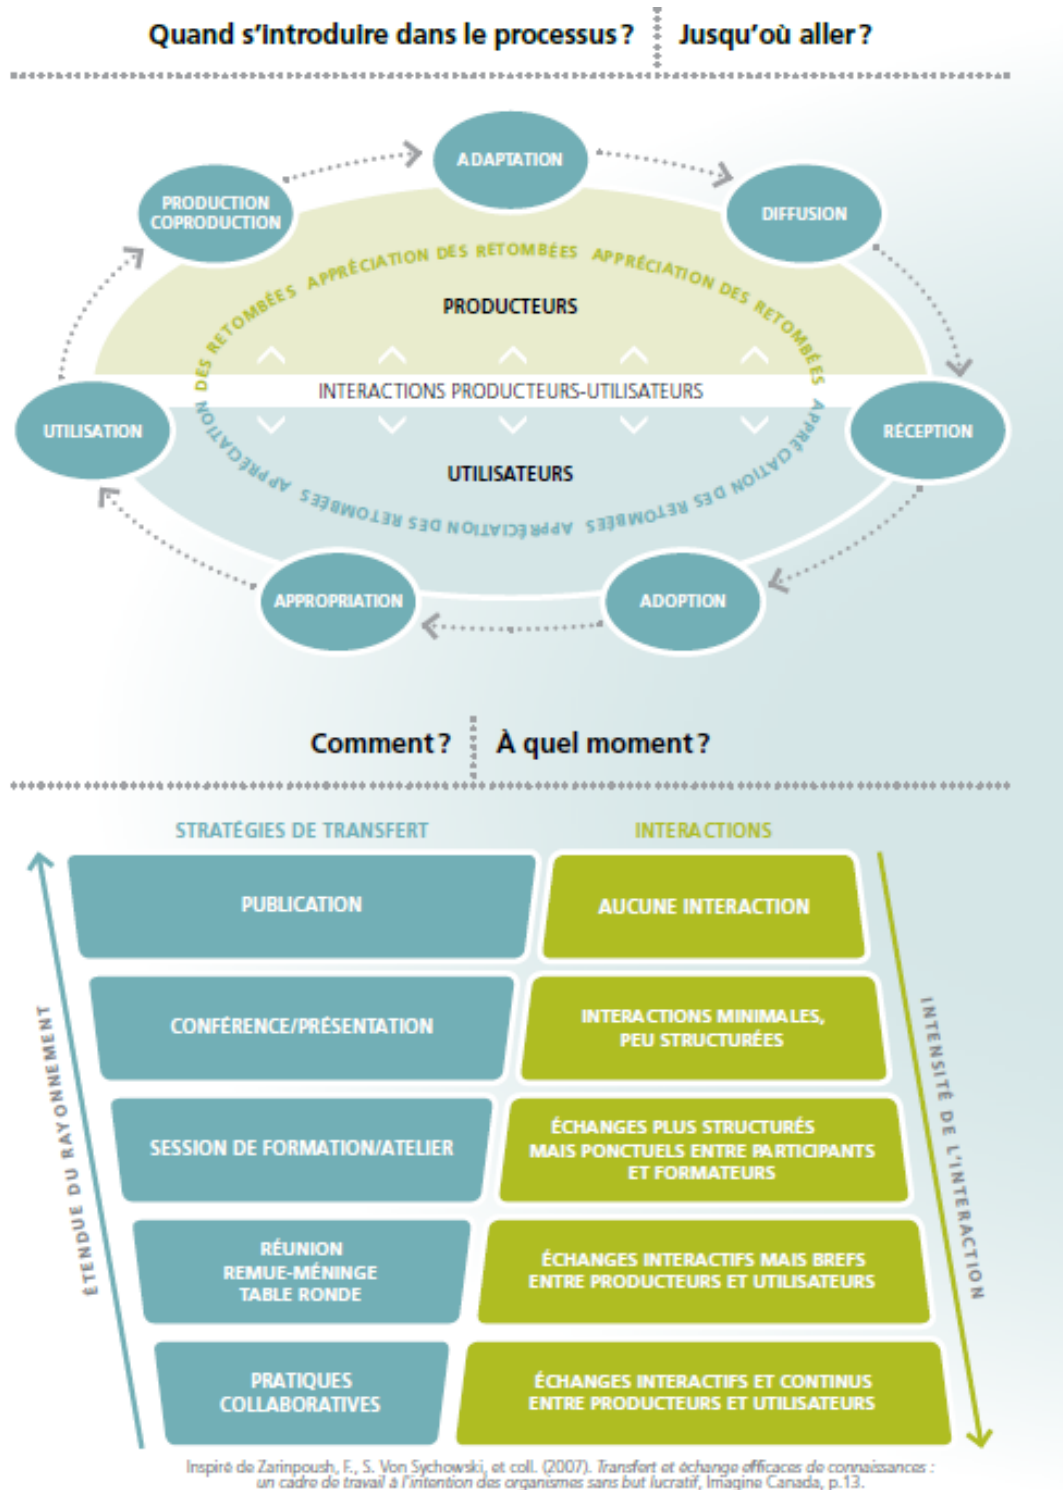 Quand s'introduire dans le processus ?
Jusqu'où aller ?
ADAPTATION
PRODUCTION
COPRODUCTION
DIFFUSION
APPRÉCIATION DES RETOMBÉES APPRÉCIATION DES RETOMBÉES
DES RETOMBÉES
PRODUCTEURS
INTERACTIONS PRODUCTEURS-UTILISATEURS
UTILISATION
RÉCEPTION
UTILISATEURS
APPRÉCIATION DES RETOMBÉES APPRÉCIATION DES RETOMBÉES APPRÉCIATION
APPROPRIATION
ADOPTION
Comment ?
À quel moment ?
STRATÉGIES DE TRANSFERT
INTERACTIONS
PUBLICATION
AUCUNE INTERACTION
CONFÉRENCE/PRÉSENTATION
INTERACTIONS MINIMALES,
PEU STRUCTURÉES
SESSION DE FORMATION/ATELIER
ÉCHANGES PLUS STRUCTURÉS
MAIS PONCTUELS ENTRE PARTICIPANTS
ET FORMATEURS
RÉUNION
REMUE-MÉNINGE
TABLE RONDE
ÉCHANGES INTERACTIFS MAIS BREFS
ENTRE PRODUCTEURS ET UTILISATEURS
PRATIQUES
COLLABORATIVES
ÉCHANGES INTERACTIFS ET CONTINUS
ENTRE PRODUCTEURS ET UTILISATEURS
ÉTENDUE DU RAYONNEMENT
INTENSITÉ DE L'INTERACTION
Inspiré de Zarinpoush, F., S. Von Sychowski, et coll. (2007). Transfert et échange efficaces de connaissances :
un cadre de travail à l'intention des organismes sans but lucratif, Imagine Canada, p.13.